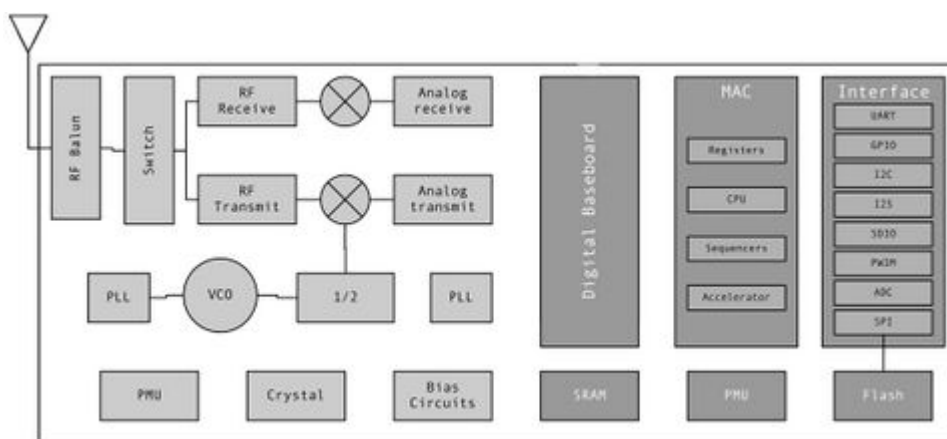 RF Balun
Switch
RF
Receive
Analog
receive
RF
Transmit
Analog
transmit
PLL
VCO
1/2
PLL
PMU
Crystal
Bias
Circuits
Digital Baseboard
SRAM
MAC
Registers
CPU
Sequencers
Accelerator
PMU
Interface
UART
GPIO
I2C
I2S
SDIO
PWIM
ADC
SPI
Flash